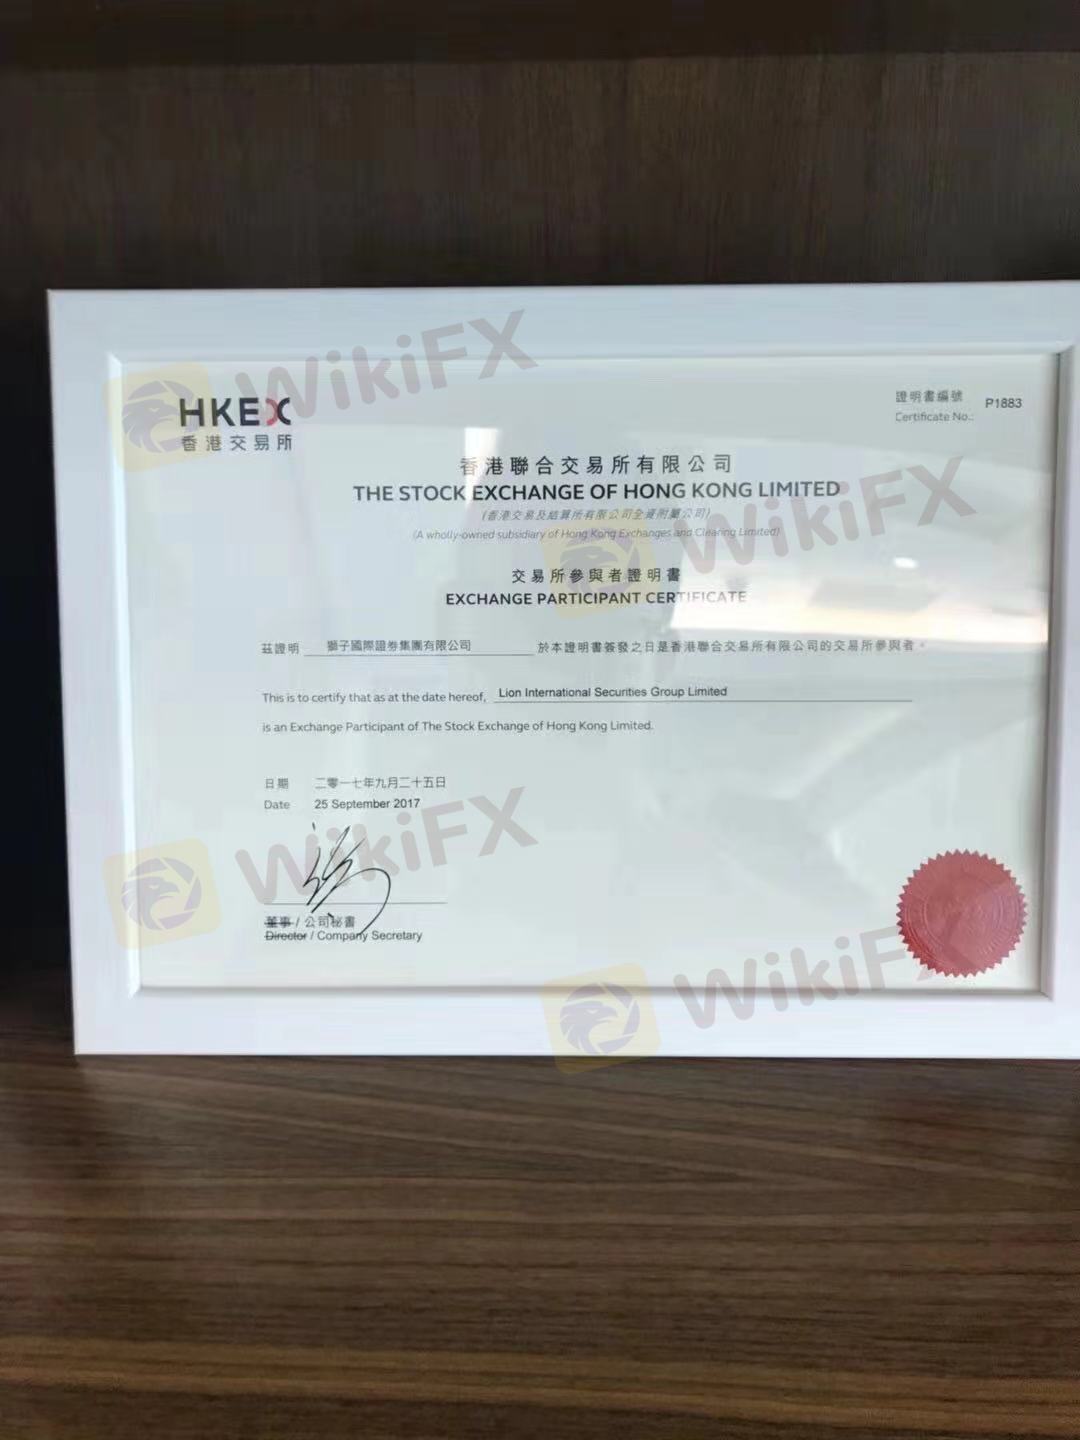 HKEX
香港交易所
證明書編號
Certificate No.: P1883
香港聯合交易所有限公司
THE STOCK EXCHANGE OF HONG KONG LIMITED
(香港交易及結算所有限公司全資附屬公司)
(A wholly-owned subsidiary of Hong Kong Exchanges and Clearing Limited)
交易所參與者證明書
EXCHANGE PARTICIPANT CERTIFICATE
茲證明 獅子國際證券集團有限公司 於本證明書簽發之日是香港聯合交易所有限公司的交易所參與者。
This is to certify that as at the date hereof, Lion International Securities Group Limited
is an Exchange Participant of The Stock Exchange of Hong Kong Limited.
日期 二零一七年九月二十五日
Date 25 September 2017
董事 / 公司秘書
Director / Company Secretary
WikiFX
WikiFX
WikiFX
WikiFX